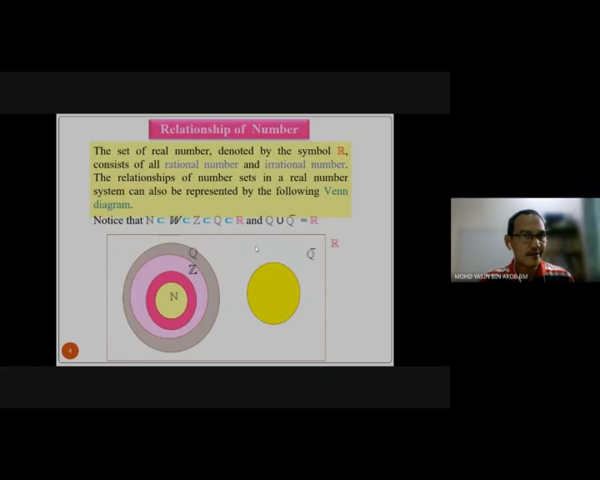 Relationship of Number
The set of real number, denoted by the symbol ℝ,
consists of all rational number and irrational number.
The relationships of number sets in a real number
system can also be represented by the following Venn
diagram.
Notice that N ⊂ W ⊂ Z ⊂ Q ⊂ ℝ and Q ∪ Q̄ = ℝ
ℝ
Q
Q̄
ℤ
N
4
MOHD YASIN BIN AKOB BM